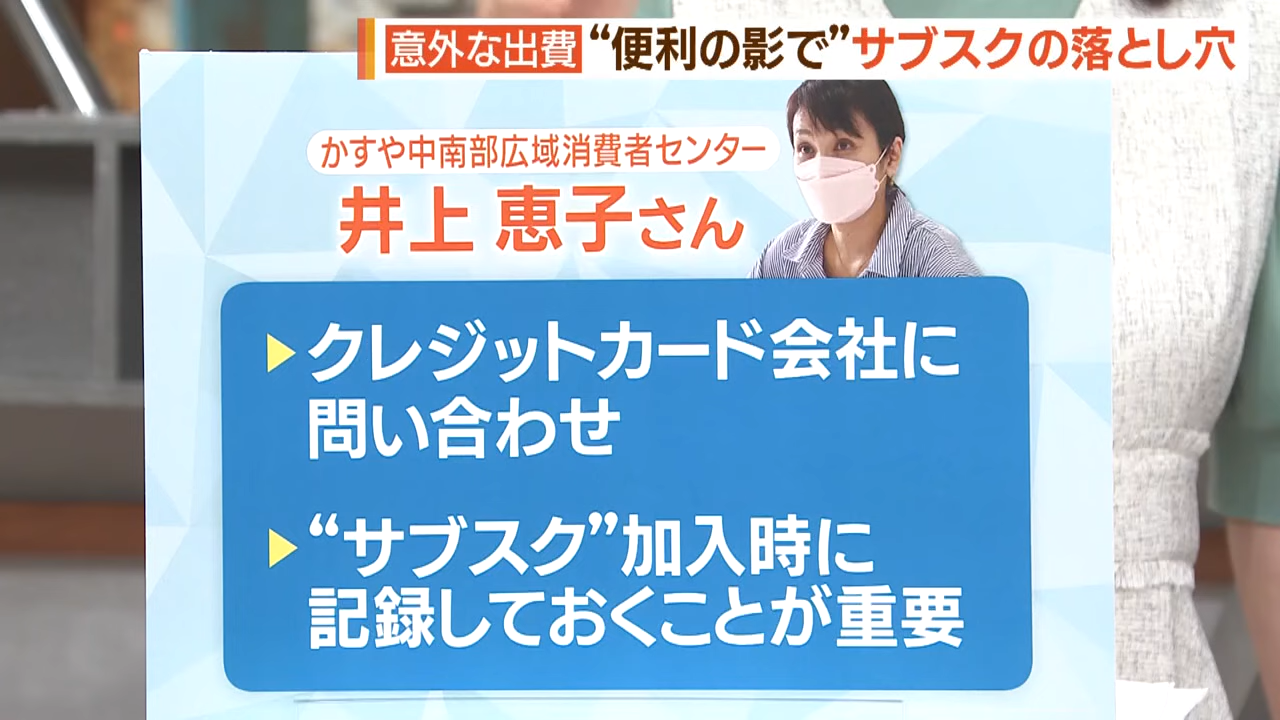 意外な出費 “便利の影で”サブスクの落とし穴
かすや中南部広域消費者センター
井上 恵子さん
▶クレジットカード会社に
問い合わせ
▶“サブスク”加入時に
記録しておくことが重要